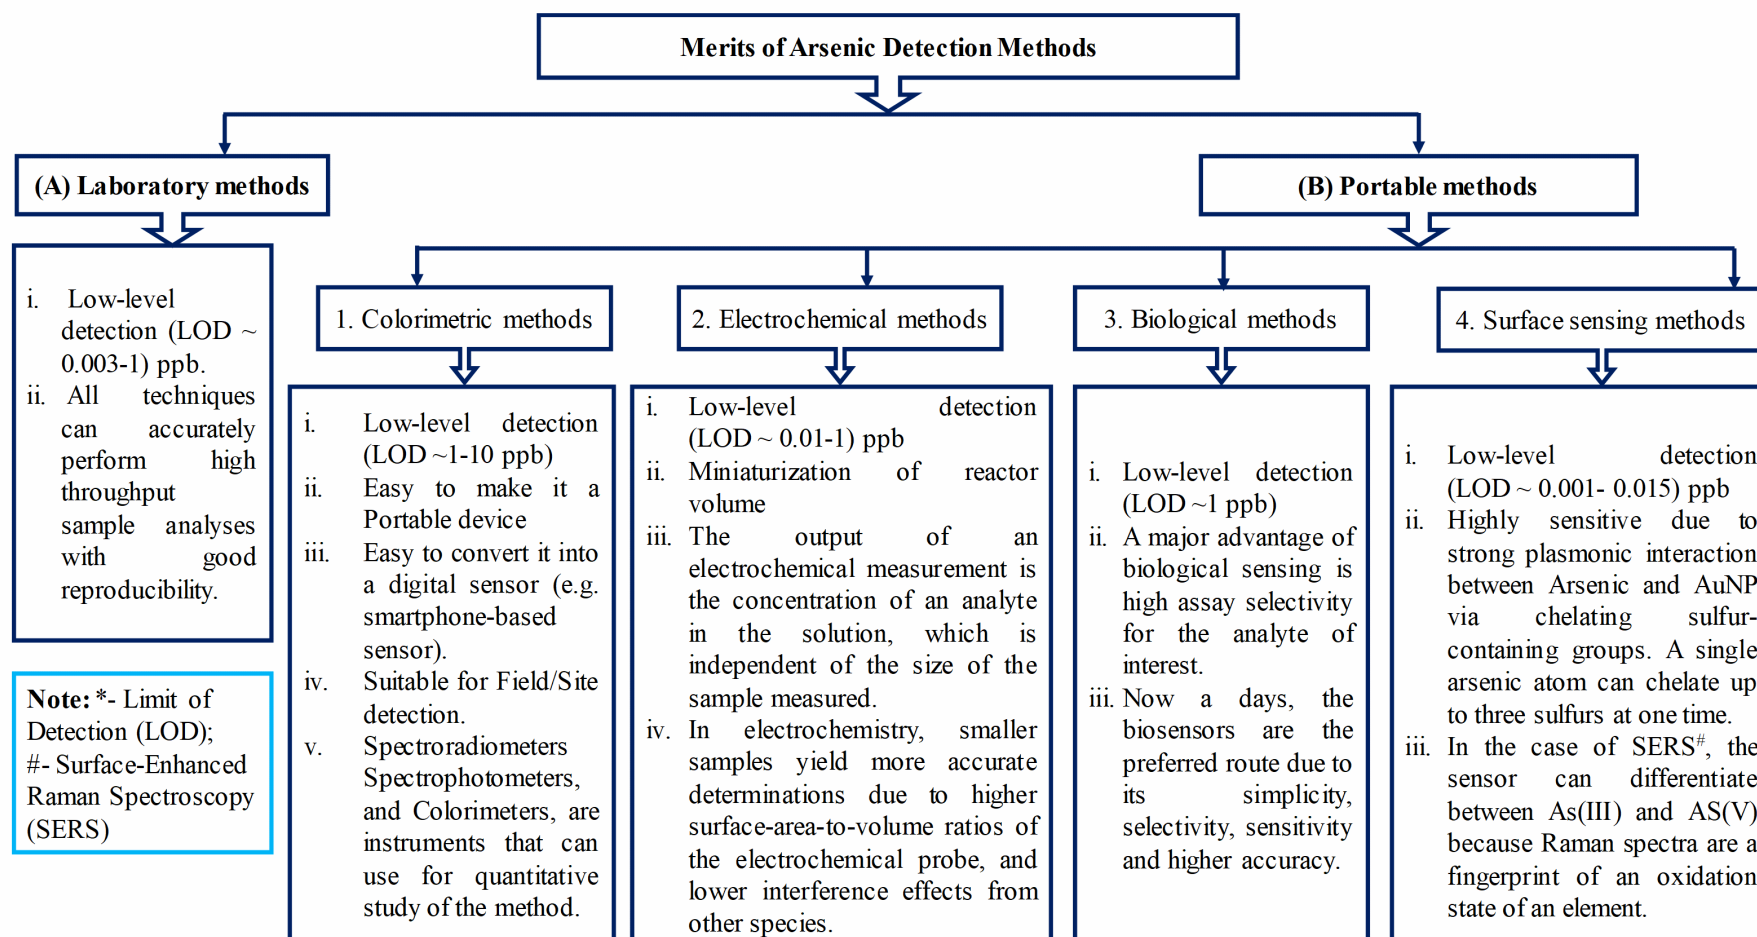 Merits of Arsenic Detection Methods
(A) Laboratory methods
(B) Portable methods
i. Low-level
detection (LOD ~
0.003-1) ppb.
ii. All techniques
can accurately
perform high
throughput
sample analyses
with good
reproducibility.
Note: *- Limit of
Detection (LOD);
#- Surface-Enhanced
Raman Spectroscopy
(SERS)
1. Colorimetric methods
i. Low-level detection
(LOD ~1-10 ppb)
ii. Easy to make it a
Portable device
iii. Easy to convert it into
a digital sensor (e.g.
smartphone-based
sensor).
iv. Suitable for Field/Site
detection.
v. Spectroradiometers
Spectrophotometers,
and Colorimeters, are
instruments that can
use for quantitative
study of the method.
2. Electrochemical methods
i. Low-level detection
(LOD ~ 0.01-1) ppb
ii. Miniaturization of reactor
volume
iii. The output of an
electrochemical measurement is
the concentration of an analyte
in the solution, which is
independent of the size of the
sample measured.
iv. In electrochemistry, smaller
samples yield more accurate
determinations due to higher
surface-area-to-volume ratios of
the electrochemical probe, and
lower interference effects from
other species.
3. Biological methods
i. Low-level detection
(LOD ~1 ppb)
ii. A major advantage of
biological sensing is
high assay selectivity
for the analyte of
interest.
iii. Now a days, the
biosensors are the
preferred route due to
its simplicity,
selectivity, sensitivity
and higher accuracy.
4. Surface sensing methods
i. Low-level detection
(LOD ~ 0.001- 0.015) ppb
ii. Highly sensitive due to
strong plasmonic interaction
between Arsenic and AuNP
via chelating sulfur-
containing groups. A single
arsenic atom can chelate up
to three sulfurs at one time.
iii. In the case of SERS#, the
sensor can differentiate
between As(III) and AS(V)
because Raman spectra are a
fingerprint of an oxidation
state of an element.